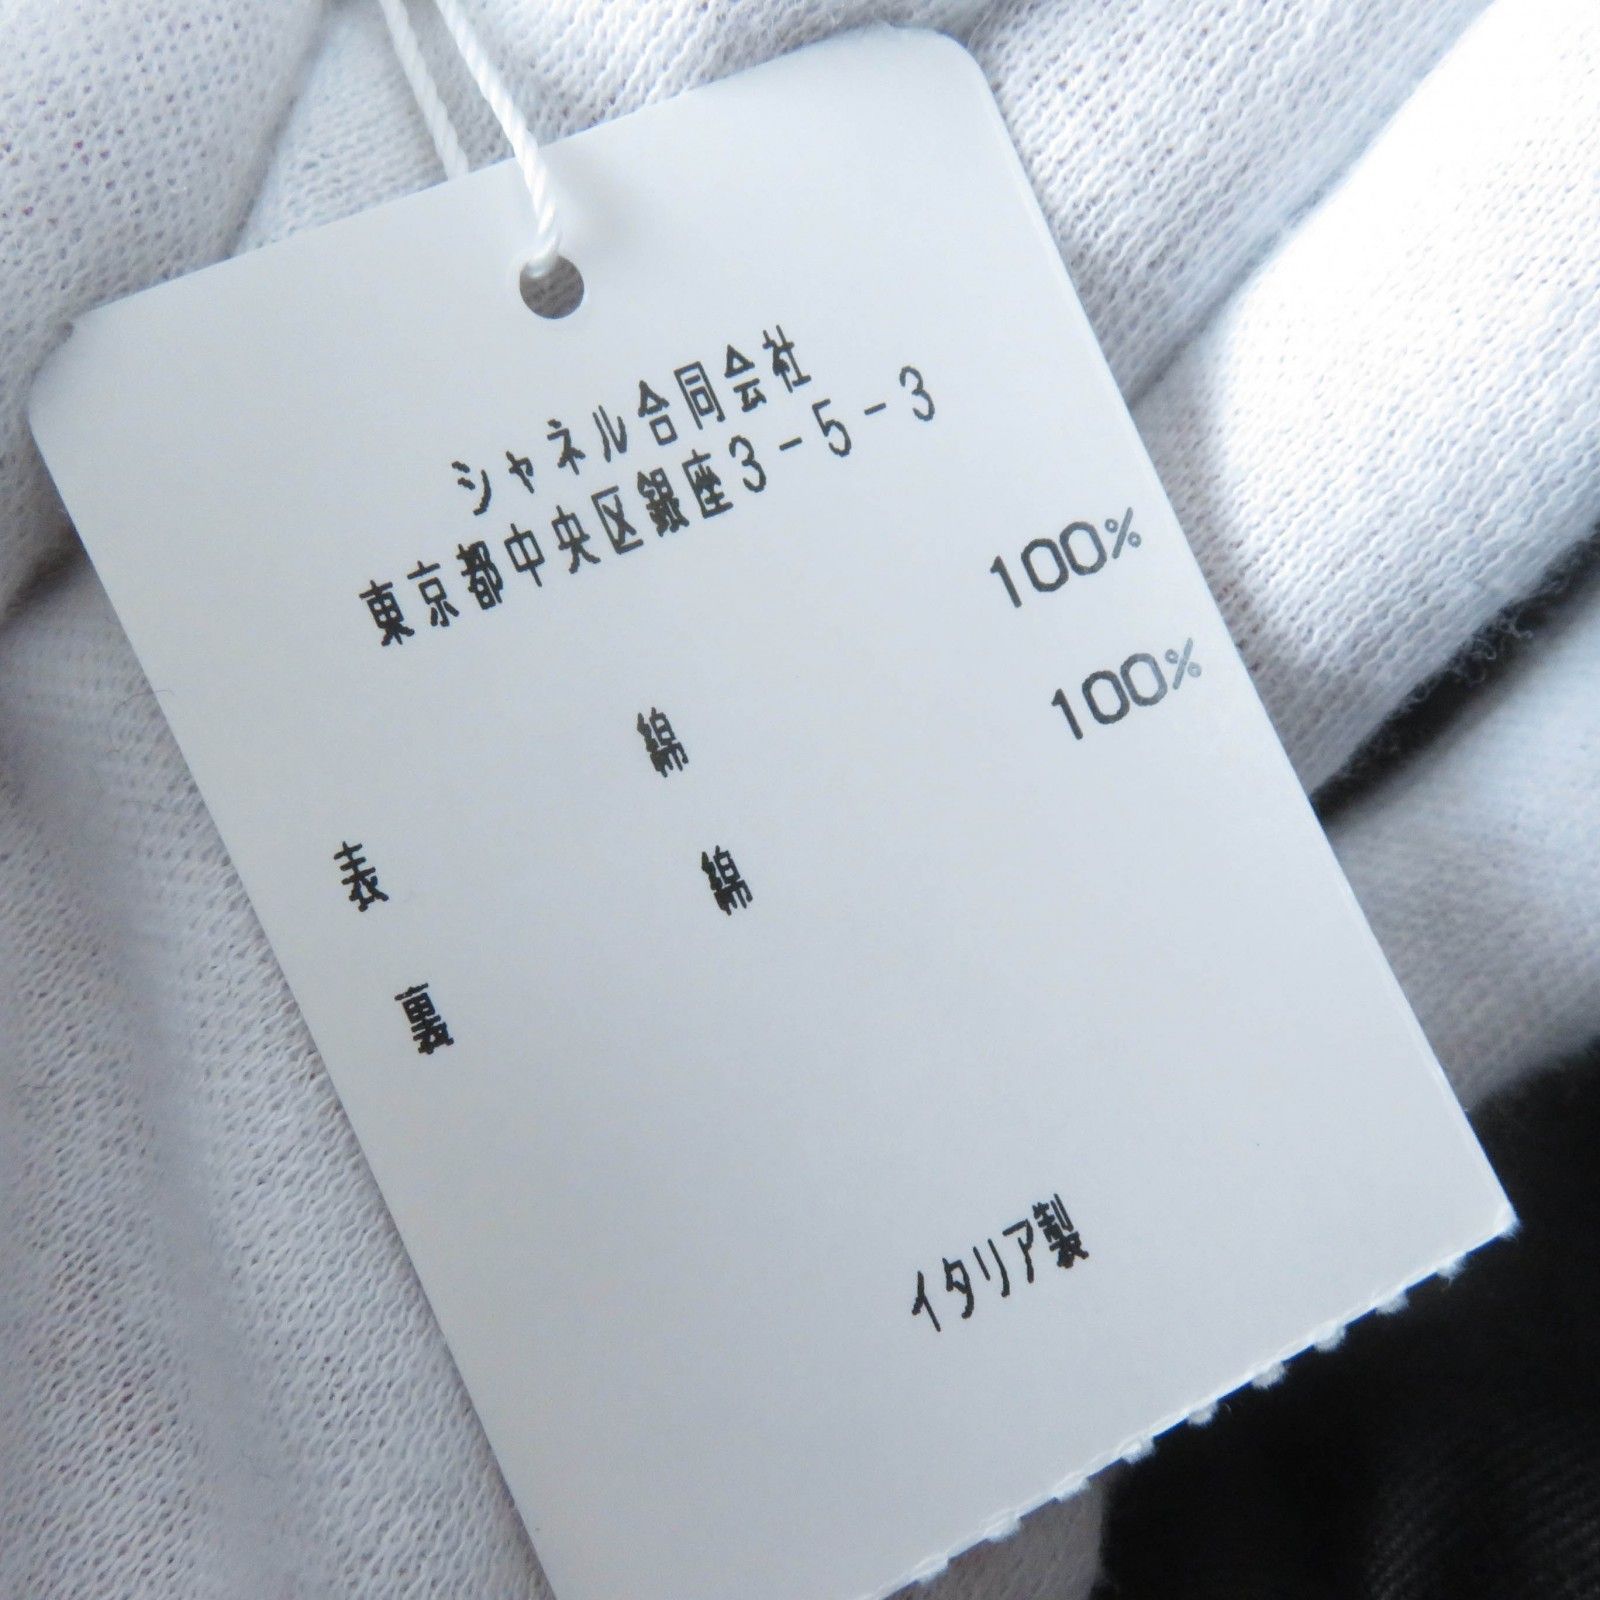 シャネル合同会社
東京都中央区銀座3-5-3
表 綿 100%
裏 綿 100%
イタリア製